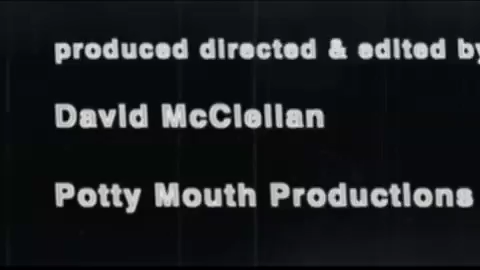 produced directed & edited by
David McClellan
Potty Mouth Productions